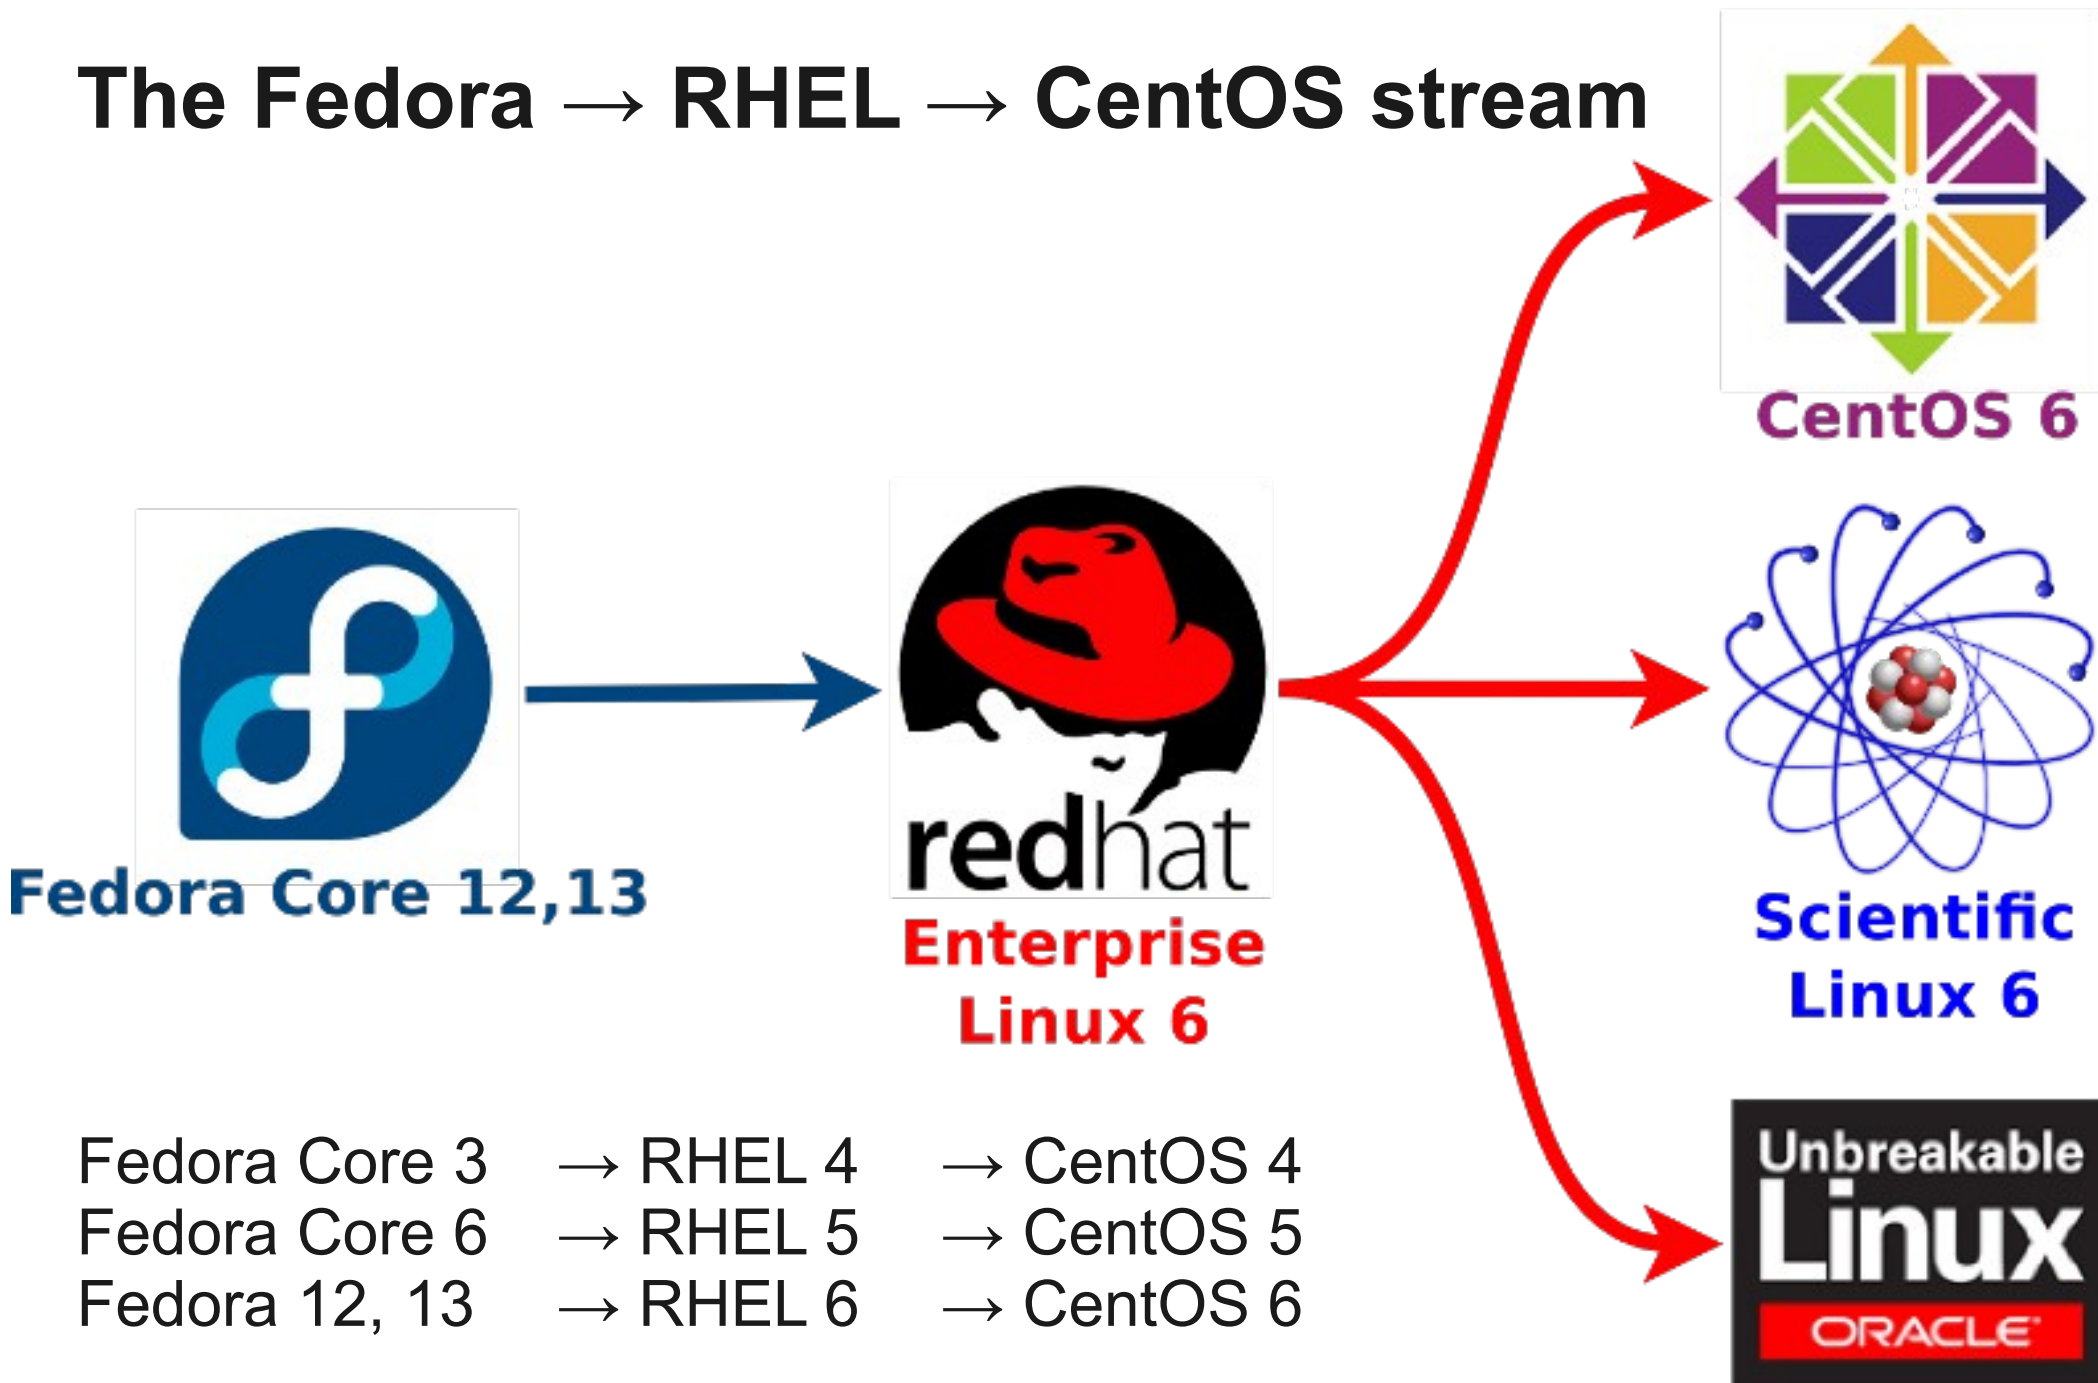 The Fedora → RHEL → CentOS stream
CentOS 6
redhat
Fedora Core 12,13
Enterprise
Linux 6
Scientific
Linux 6
Fedora Core 3 → RHEL 4 → CentOS 4
Fedora Core 6 → RHEL 5 → CentOS 5
Fedora 12, 13 → RHEL 6 → CentOS 6
Unbreakable
Linux
ORACLE